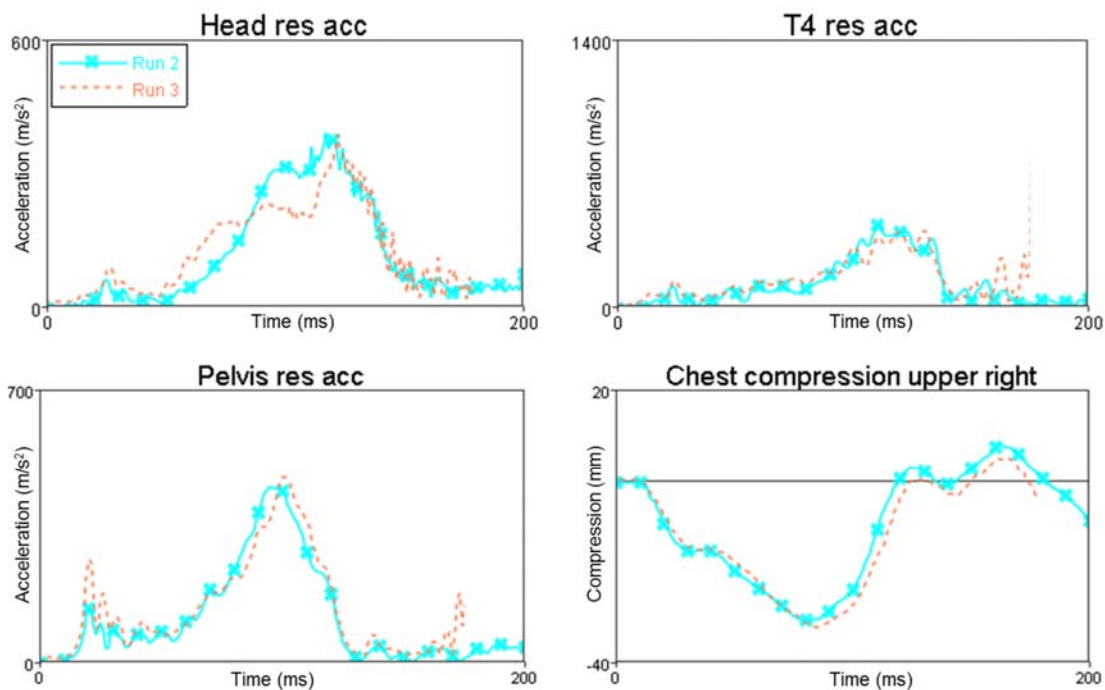 Head res acc
600
Run 2
Run 3
Acceleration (m/s²)
0
0
Time (ms)
200
T4 res acc
1400
Acceleration (m/s²)
0
0
Time (ms)
200
Pelvis res acc
700
Acceleration (m/s²)
0
0
Time (ms)
200
Chest compression upper right
20
Compression (mm)
-40
0
Time (ms)
200